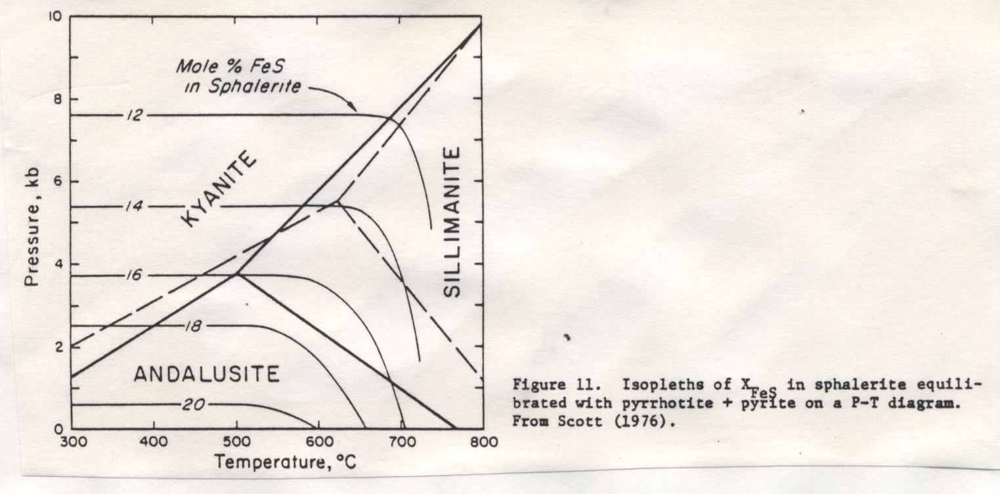 10
8
6
4
2
0
Pressure, kb
Mole % FeS
in Sphalerite
12
14
16
18
20
KYANITE
SILLIMANITE
ANDALUSITE
300 400 500 600 700 800
Temperature, °C
Figure 11. Isopleths of X_FeS in sphalerite equili-
brated with pyrrhotite + pyrite on a P-T diagram.
From Scott (1976).